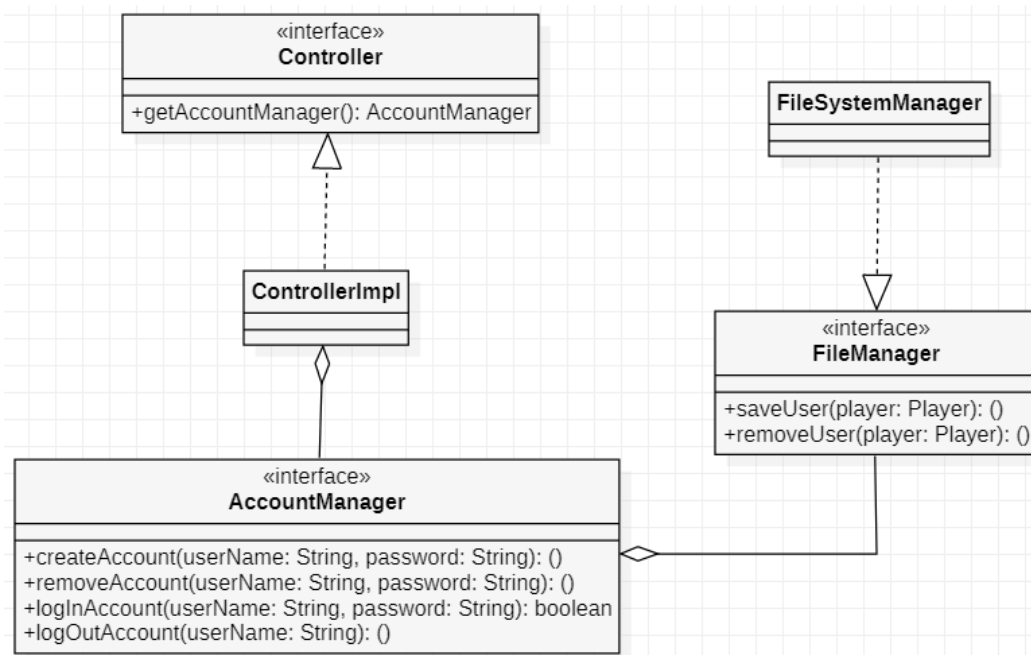 «interface»
Controller
+getAccountManager(): AccountManager
FileSystemManager
ControllerImpl
«interface»
FileManager
+saveUser(player: Player): ()
+removeUser(player: Player): ()
«interface»
AccountManager
+createAccount(userName: String, password: String): ()
+removeAccount(userName: String, password: String): ()
+logInAccount(userName: String, password: String): boolean
+logOutAccount(userName: String): ()